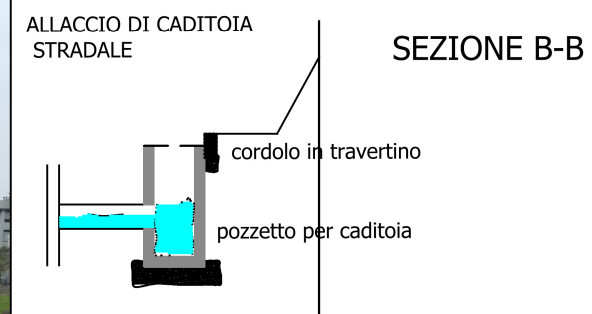 ALLACCIO DI CADITOIA
STRADALE
SEZIONE B-B
cordolo in travertino
pozzetto per caditoia